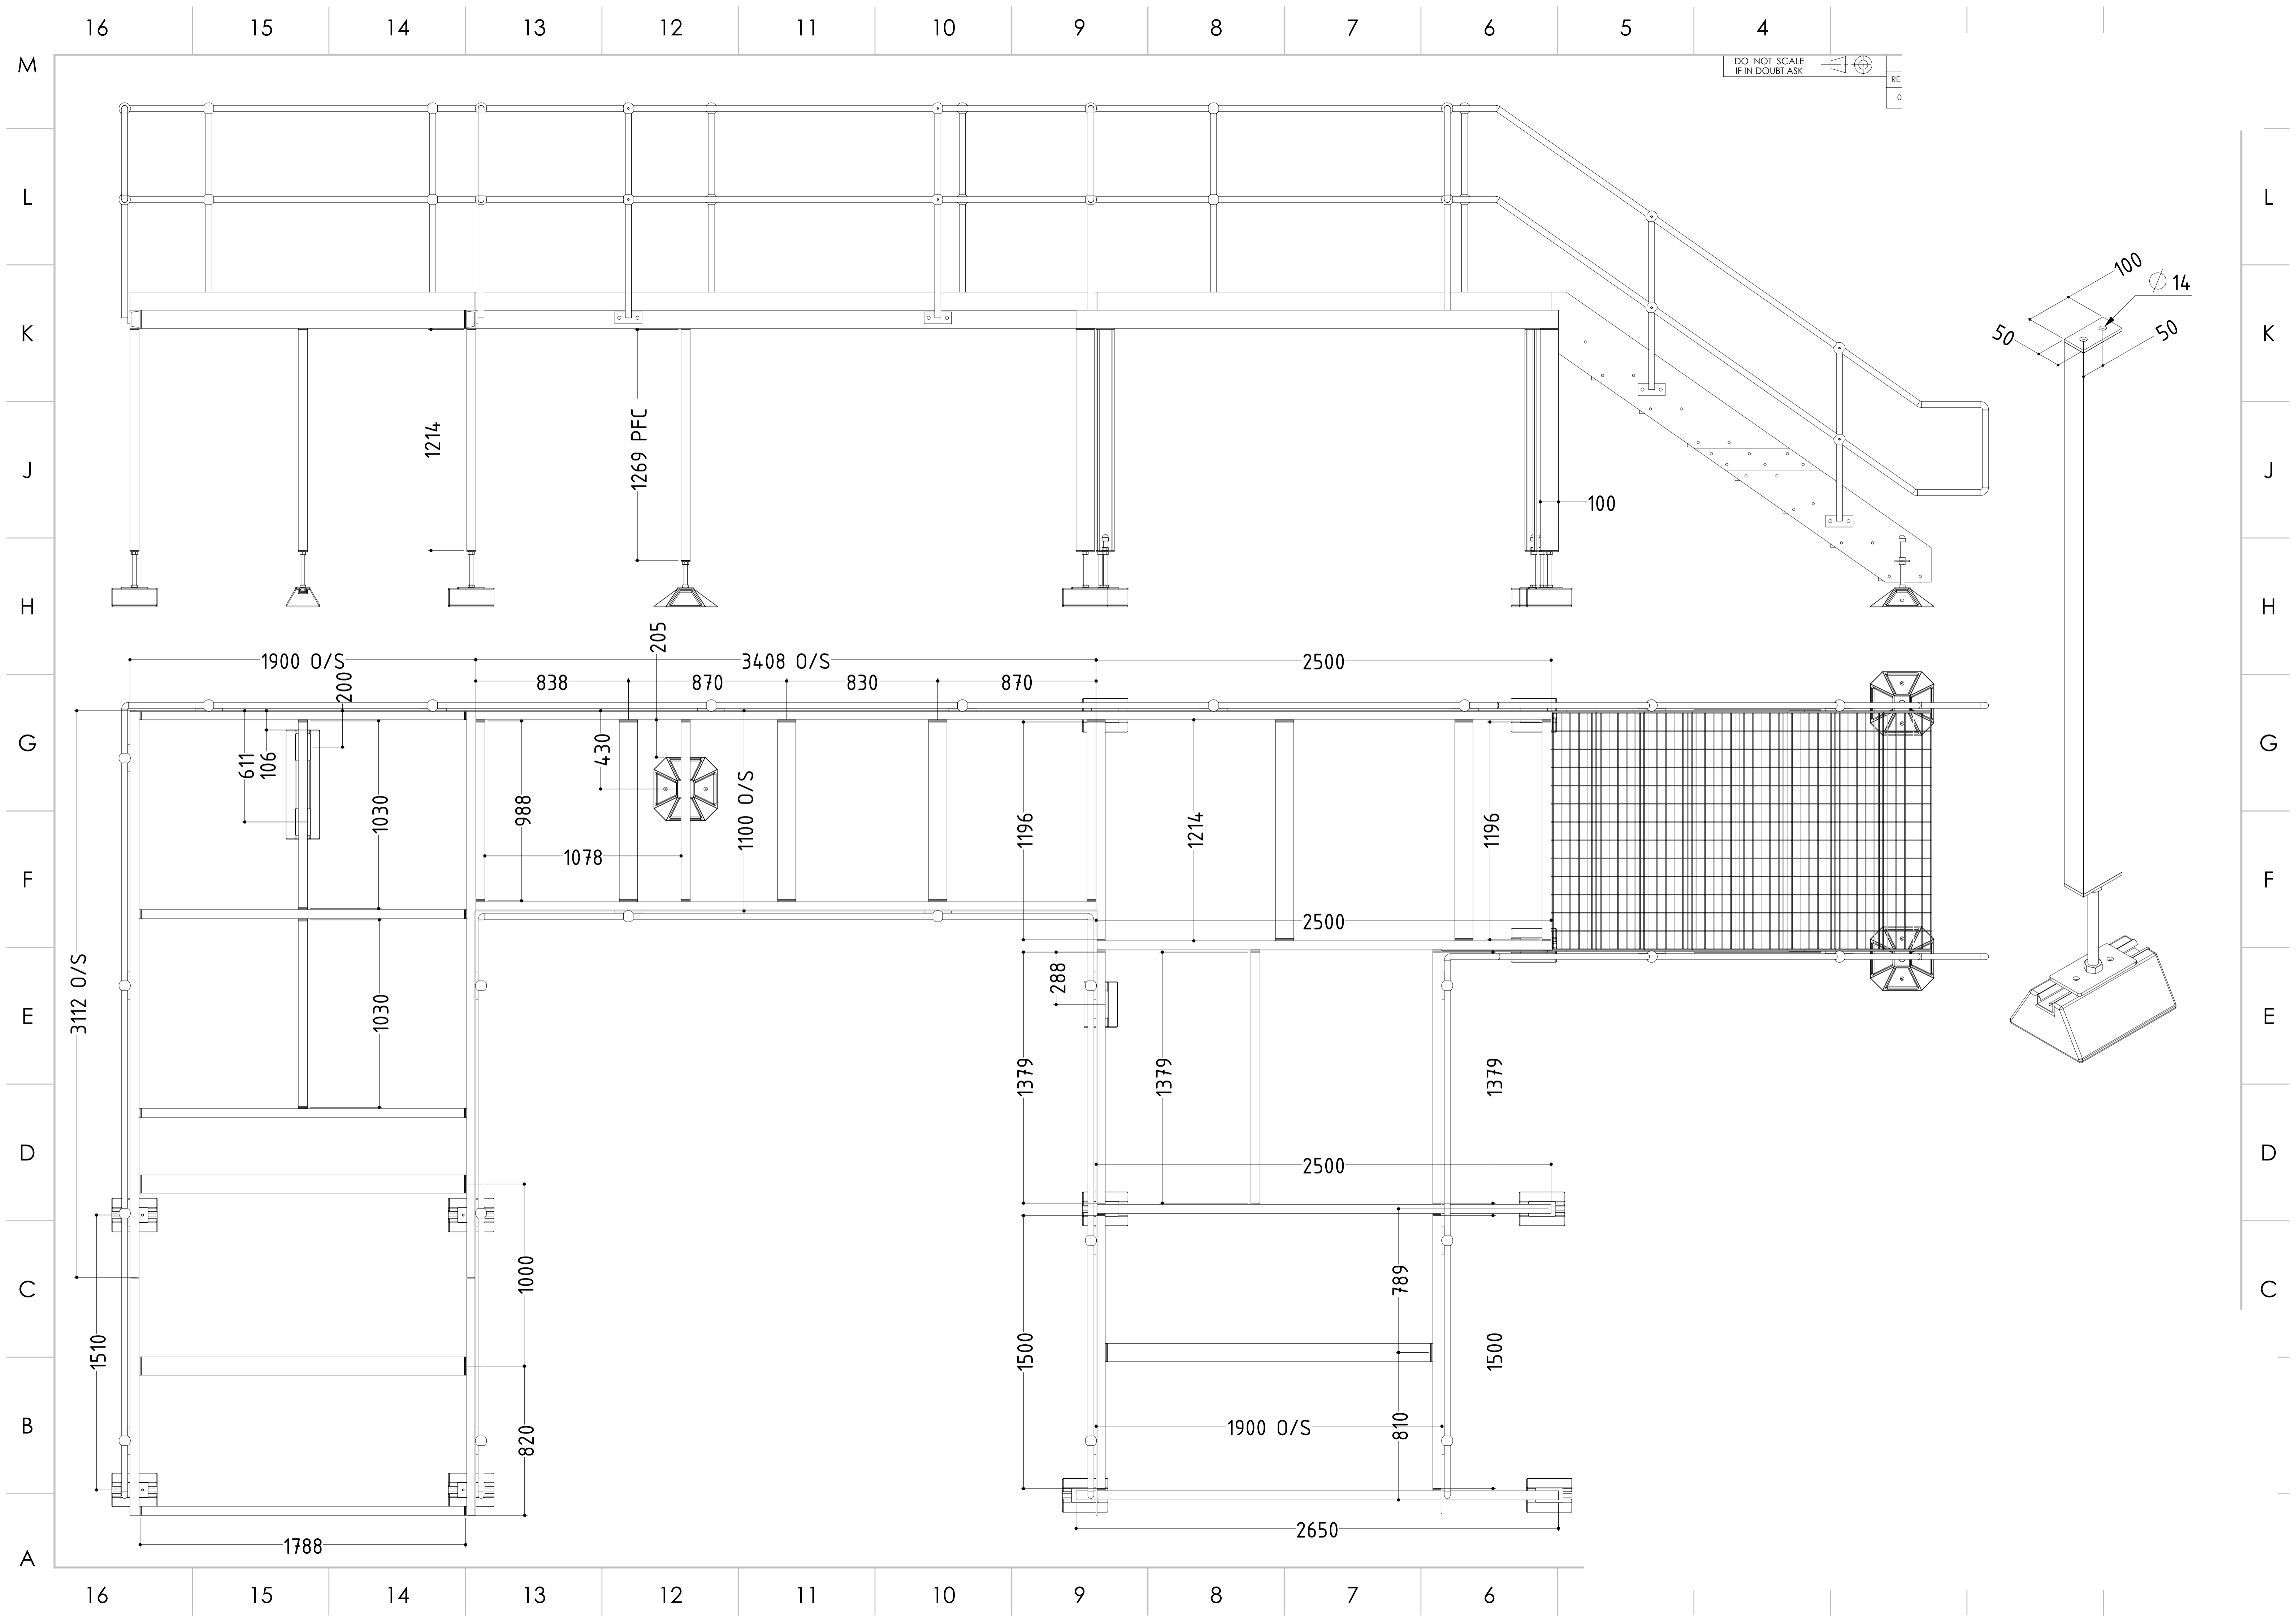 16 15 14 13 12 11 10 9 8 7 6 5 4
M
DO NOT SCALE
IF IN DOUBT ASK
RE
0
L L
100
Ø 14
K K
50 50
1214
1269 PFC
J J
100
H H
205
1900 O/S 3408 O/S 2500
200
838 870 830 870
G G
611
106
430
1030
988
1100 O/S
1196
1214
1196
1078
F F
2500
3112 O/S
288
1030
E E
1379
1379
1379
D D
2500
1000
789
C C
1510
1500
1500
820
1900 O/S
810
B
2650
1788
A
16 15 14 13 12 11 10 9 8 7 6